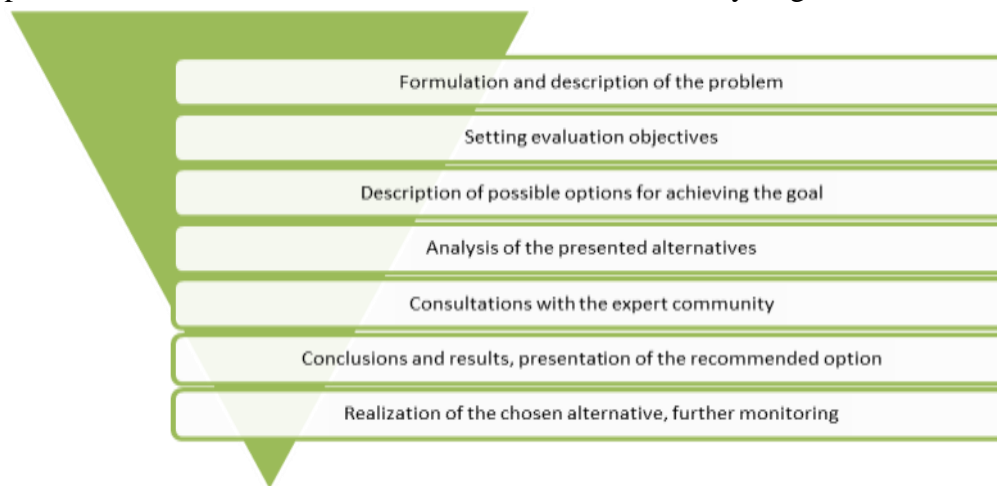 Formulation and description of the problem
Setting evaluation objectives
Description of possible options for achieving the goal
Analysis of the presented alternatives
Consultations with the expert community
Conclusions and results, presentation of the recommended option
Realization of the chosen alternative, further monitoring